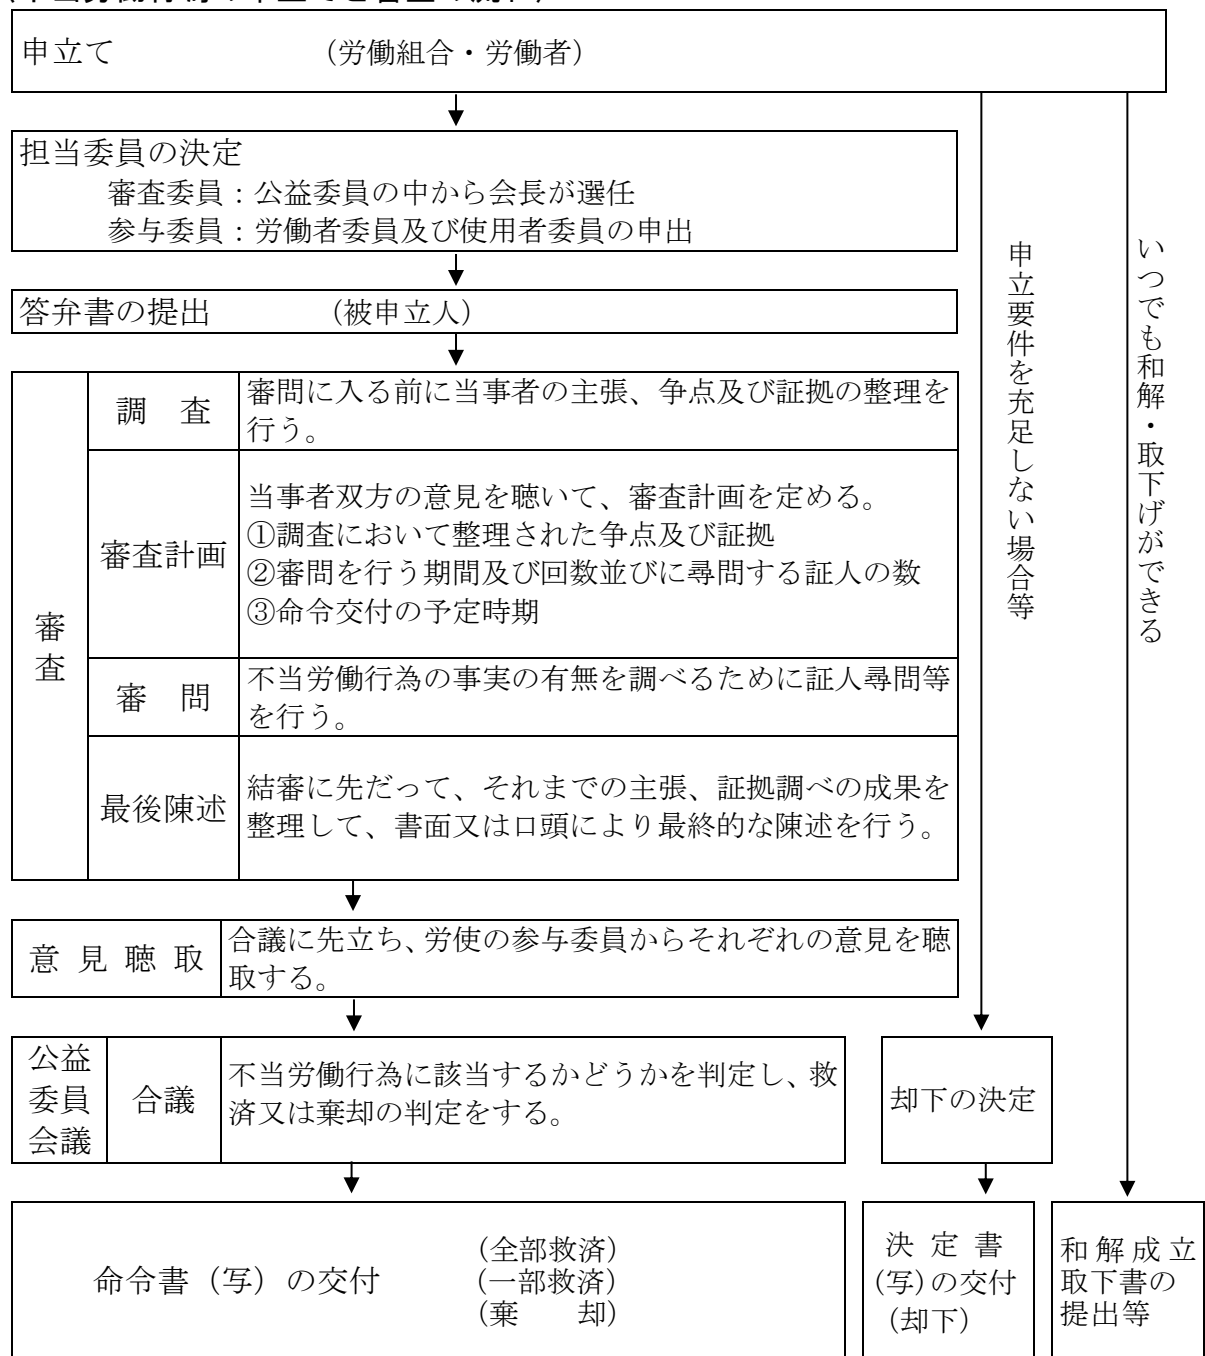 申立て　(労働組合・労働者)
担当委員の決定
審査委員：公益委員の中から会長が選任
参与委員：労働者委員及び使用者委員の申出
答弁書の提出　(被申立人)
審査
調　査
審問に入る前に当事者の主張、争点及び証拠の整理を
行う。
審査計画
当事者双方の意見を聴いて、審査計画を定める。
①調査において整理された争点及び証拠
②審問を行う期間及び回数並びに尋問する証人の数
③命令交付の予定時期
審　問
不当労働行為の事実の有無を調べるために証人尋問等
を行う。
最後陳述
結審に先だって、それまでの主張、証拠調べの成果を
整理して、書面又は口頭により最終的な陳述を行う。
申立要件を充足しない場合等
いつでも和解・取下げができる
意見聴取
合議に先立ち、労使の参与委員からそれぞれの意見を聴
取する。
公益
委員
会議
合議
不当労働行為に該当するかどうかを判定し、救
済又は棄却の判定をする。
却下の決定
命令書（写）の交付
(全部救済)
(一部救済)
(棄　　却)
決定書
(写)の交付
(却下)
和解成立
取下書の
提出等